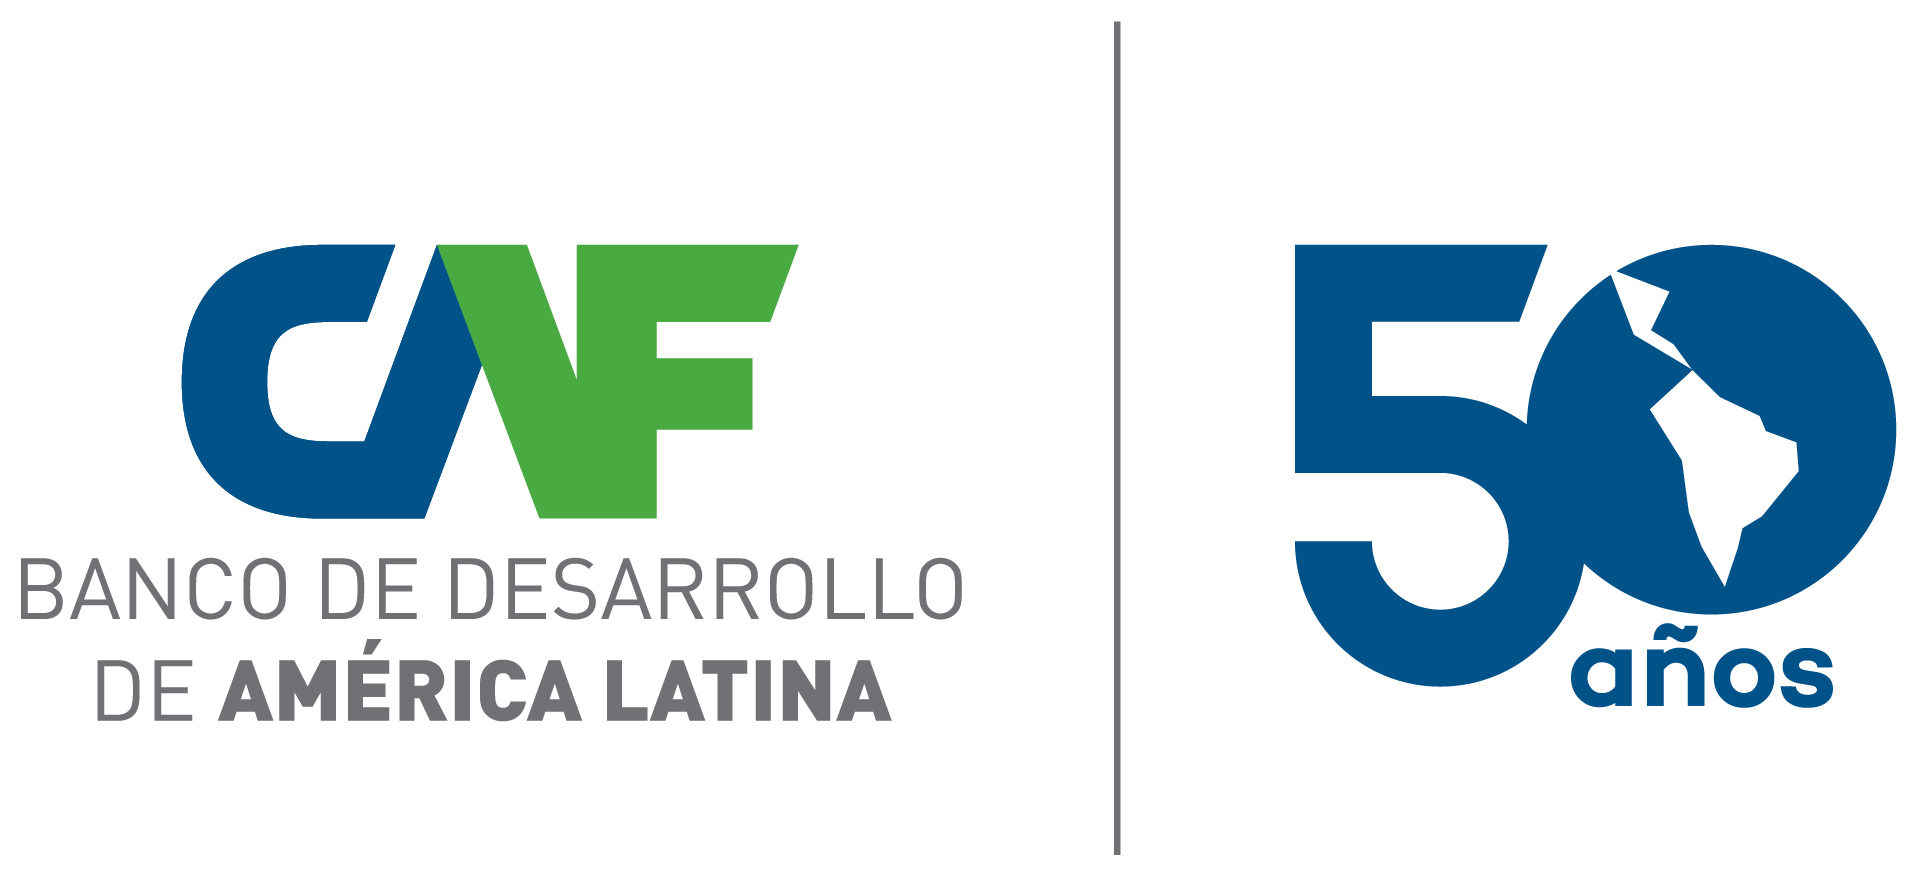 CAF
BANCO DE DESARROLLO
DE AMÉRICA LATINA
50
años